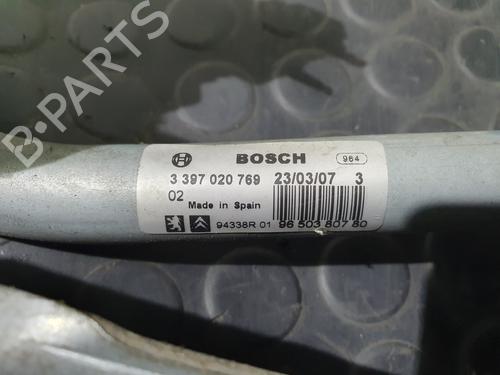 B-PARTS
BOSCH 964
3 397 020 769 23/03/07 3
02 Made in Spain
94338R 01 96 503 807 80